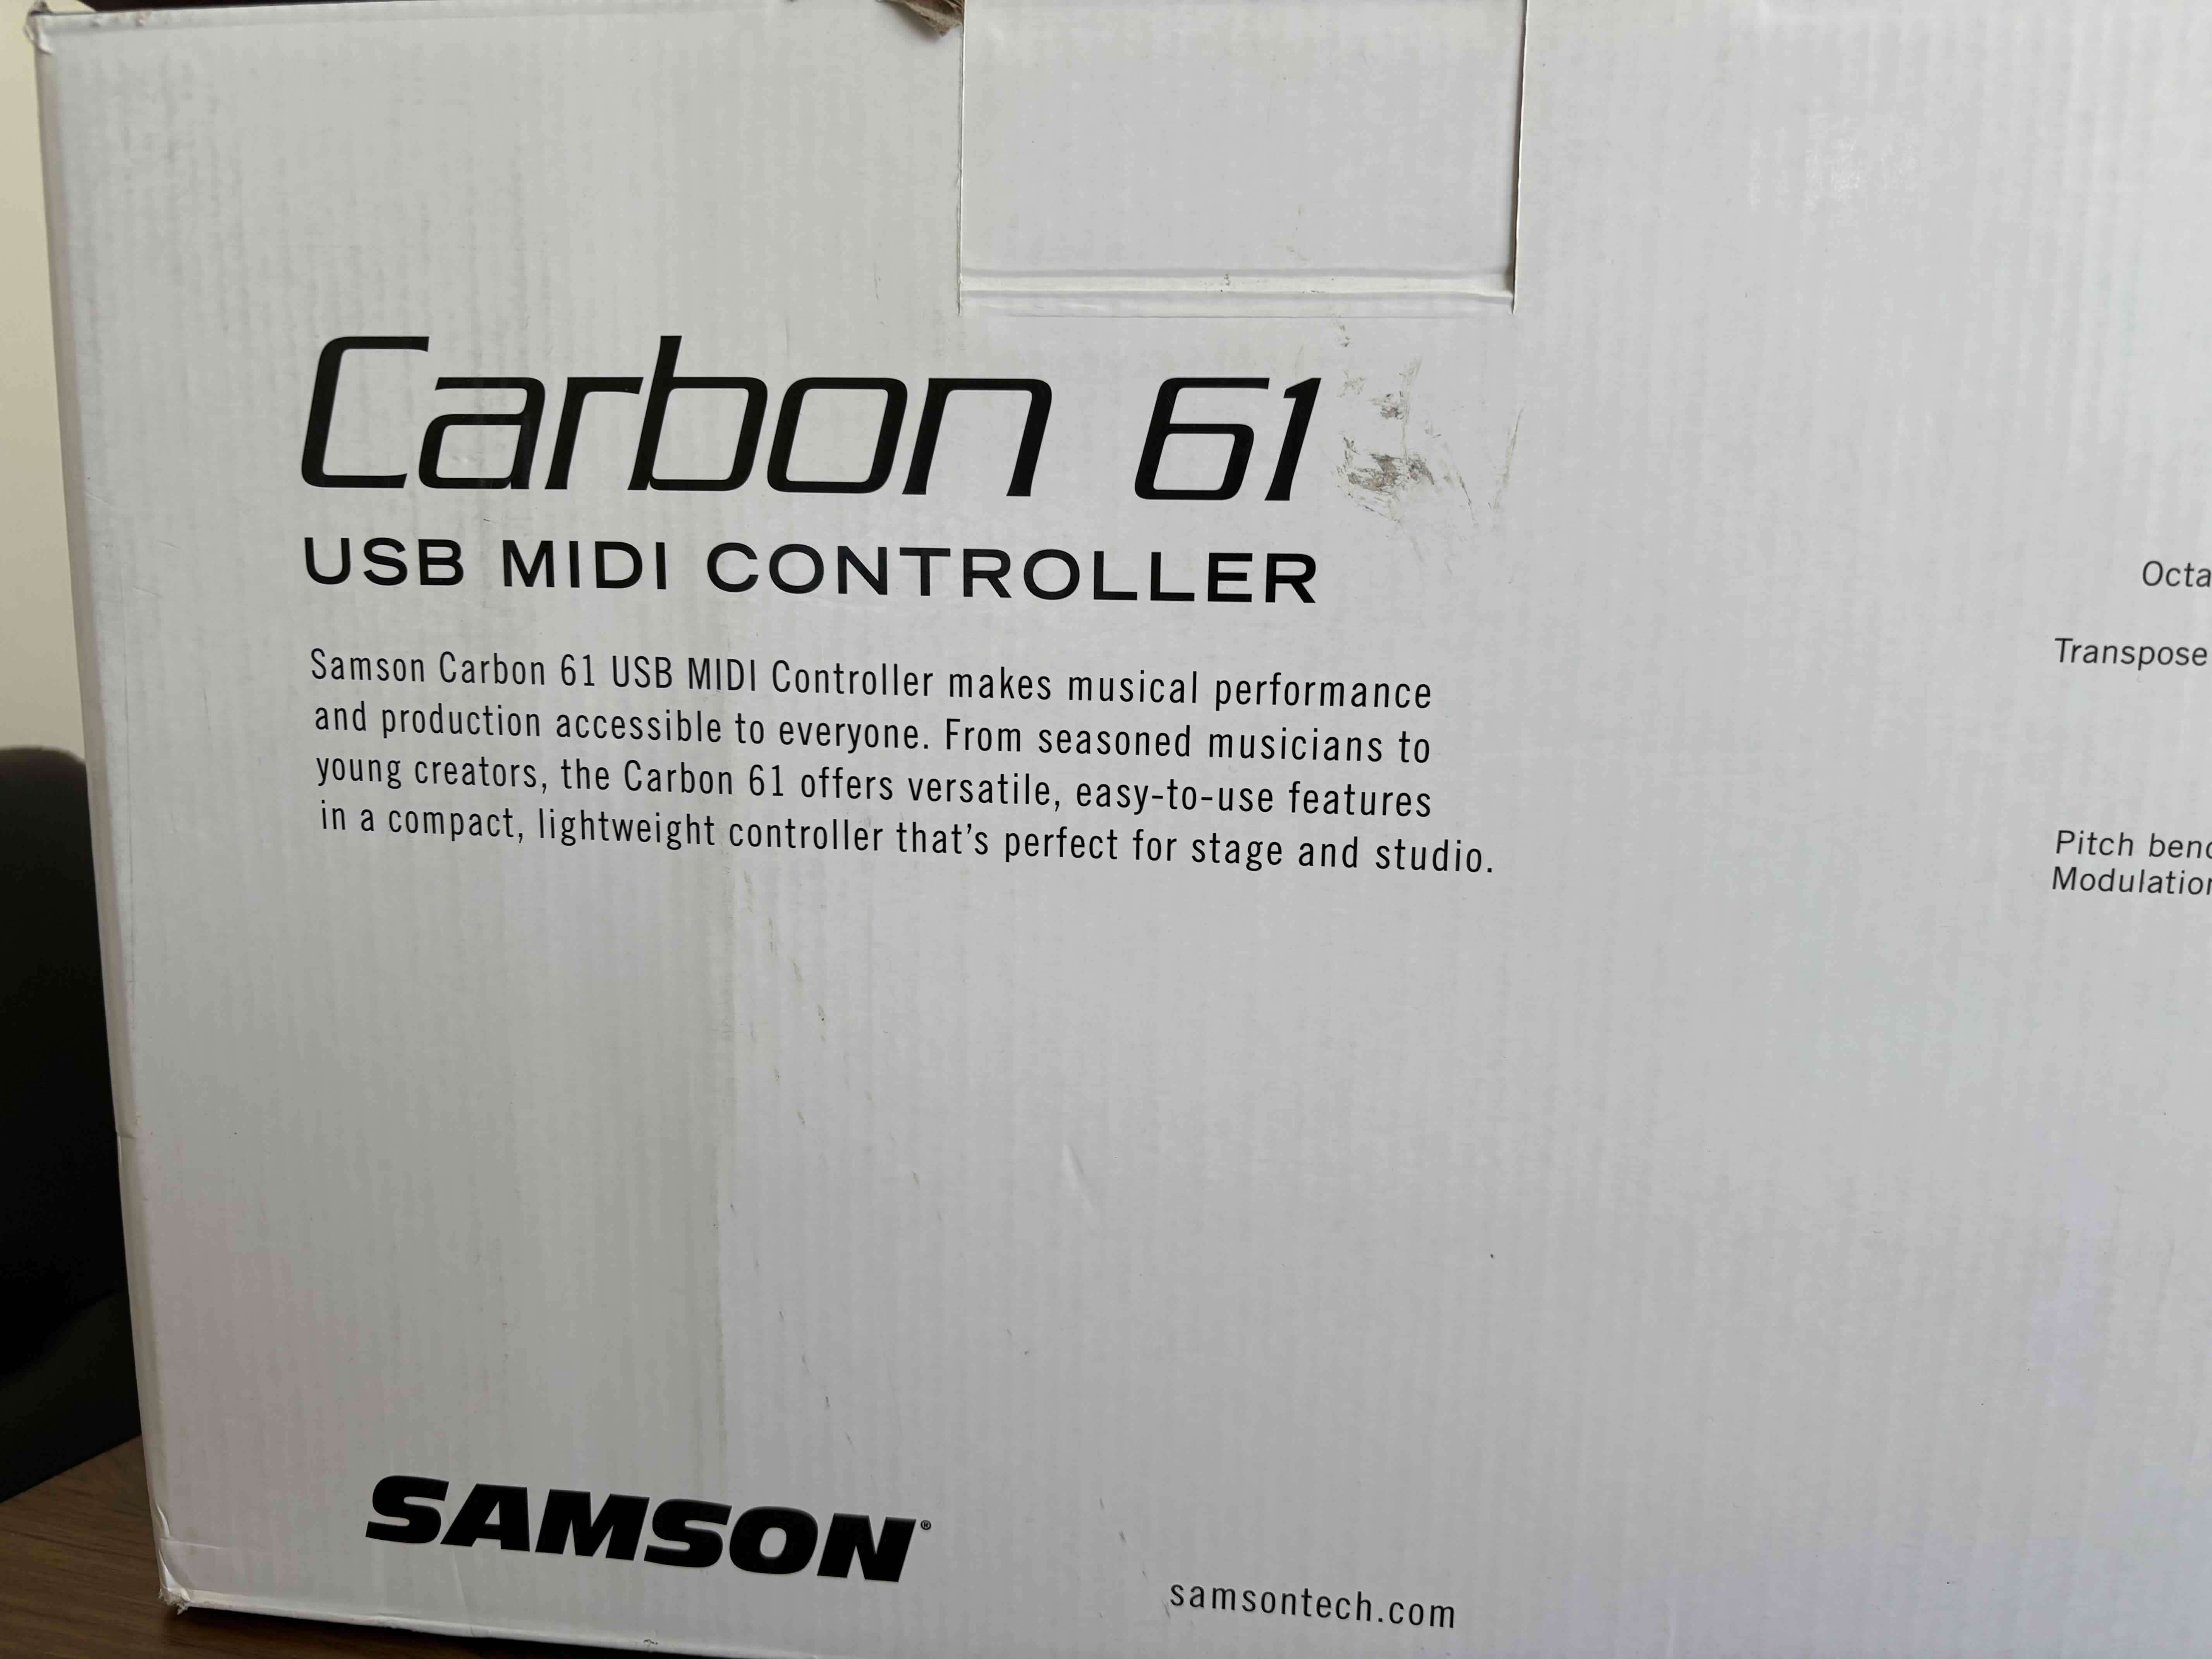 Carbon 61
USB MIDI CONTROLLER
Samson Carbon 61 USB MIDI Controller makes musical performance
and production accessible to everyone. From seasoned musicians to
young creators, the Carbon 61 offers versatile, easy-to-use features
in a compact, lightweight controller that's perfect for stage and studio.
Transpose
Pitch
SAMSON®
samsontech.com